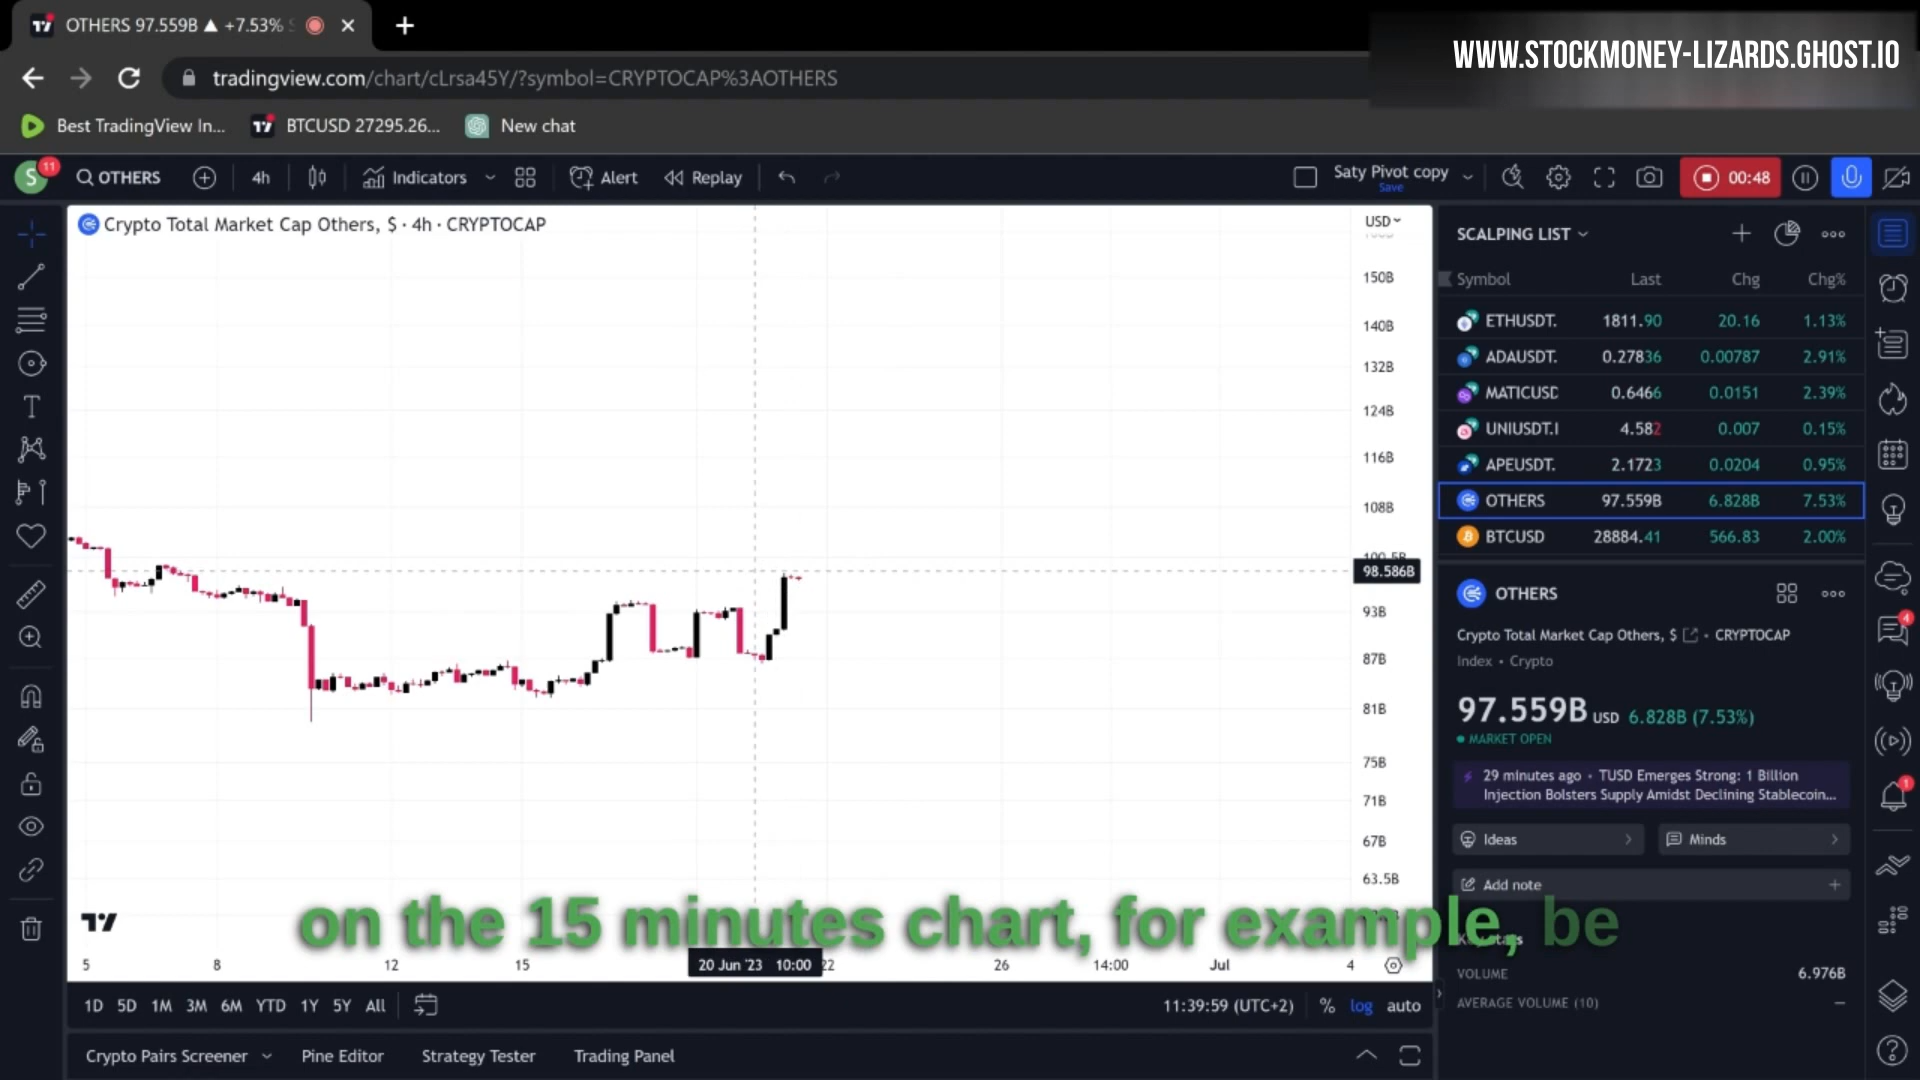 OTHERS 97.559B ▲ +7.53%
WWW.STOCKMONEY-LIZARDS.GHOST.IO
tradingview.com/chart/cLrsa45Y/?symbol=CRYPTOCAP%3AOTHERS
Best TradingView In...
BTCUSD 27295.26...
New chat
S 11
OTHERS
4h
Indicators
Alert
Replay
Saty Pivot copy
Save
00:48
Crypto Total Market Cap Others, $ · 4h · CRYPTOCAP
USD
150B
140B
132B
124B
116B
108B
100.5B
98.586B
93B
87B
81B
75B
71B
67B
63.5B
on the 15 minutes chart, for example, be
5 8 12 15 20 Jun '23 10:00 22 26 14:00 Jul 4
1D 5D 1M 3M 6M YTD 1Y 5Y All
11:39:59 (UTC+2) % log auto
Crypto Pairs Screener Pine Editor Strategy Tester Trading Panel
SCALPING LIST
Symbol Last Chg Chg%
ETHUSDT. 1811.90 20.16 1.13%
ADAUSDT. 0.27836 0.00787 2.91%
MATICUSD 0.6466 0.0151 2.39%
UNIUSDT.I 4.582 0.007 0.15%
APEUSDT. 2.1723 0.0204 0.95%
OTHERS 97.559B 6.828B 7.53%
BTCUSD 28884.41 566.83 2.00%
OTHERS
Crypto Total Market Cap Others, $ • CRYPTOCAP
Index • Crypto
97.559B USD 6.828B (7.53%)
MARKET OPEN
29 minutes ago • TUSD Emerges Strong: 1 Billion
Injection Bolsters Supply Amidst Declining Stablecoin...
Ideas
Minds
Add note
VOLUME 6.976B
AVERAGE VOLUME (10) —
4
1